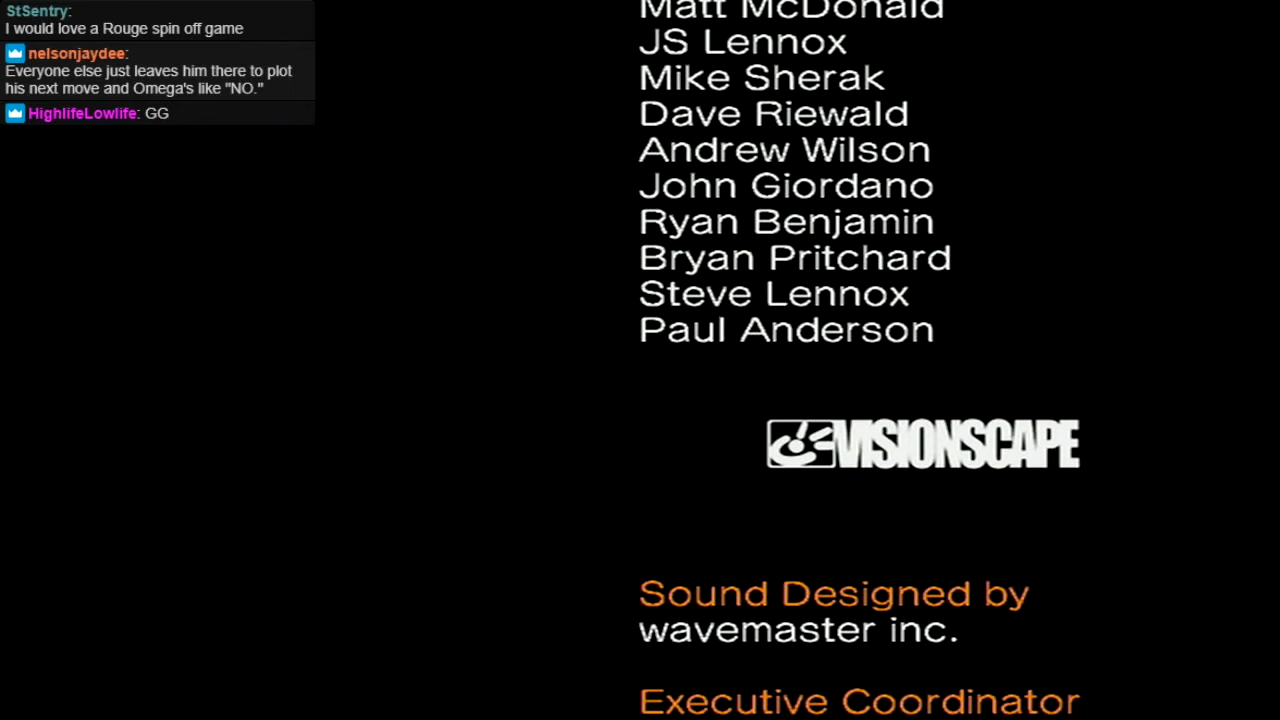 StSentry:
I would love a Rouge spin off game
nelsonjaydee:
Everyone else just leaves him there to plot
his next move and Omega's like "NO."
HighlifeLowlife: GG
Matt McDonald
JS Lennox
Mike Sherak
Dave Riewald
Andrew Wilson
John Giordano
Ryan Benjamin
Bryan Pritchard
Steve Lennox
Paul Anderson
VISIONSCAPE
Sound Designed by
wavemaster inc.
Executive Coordinator